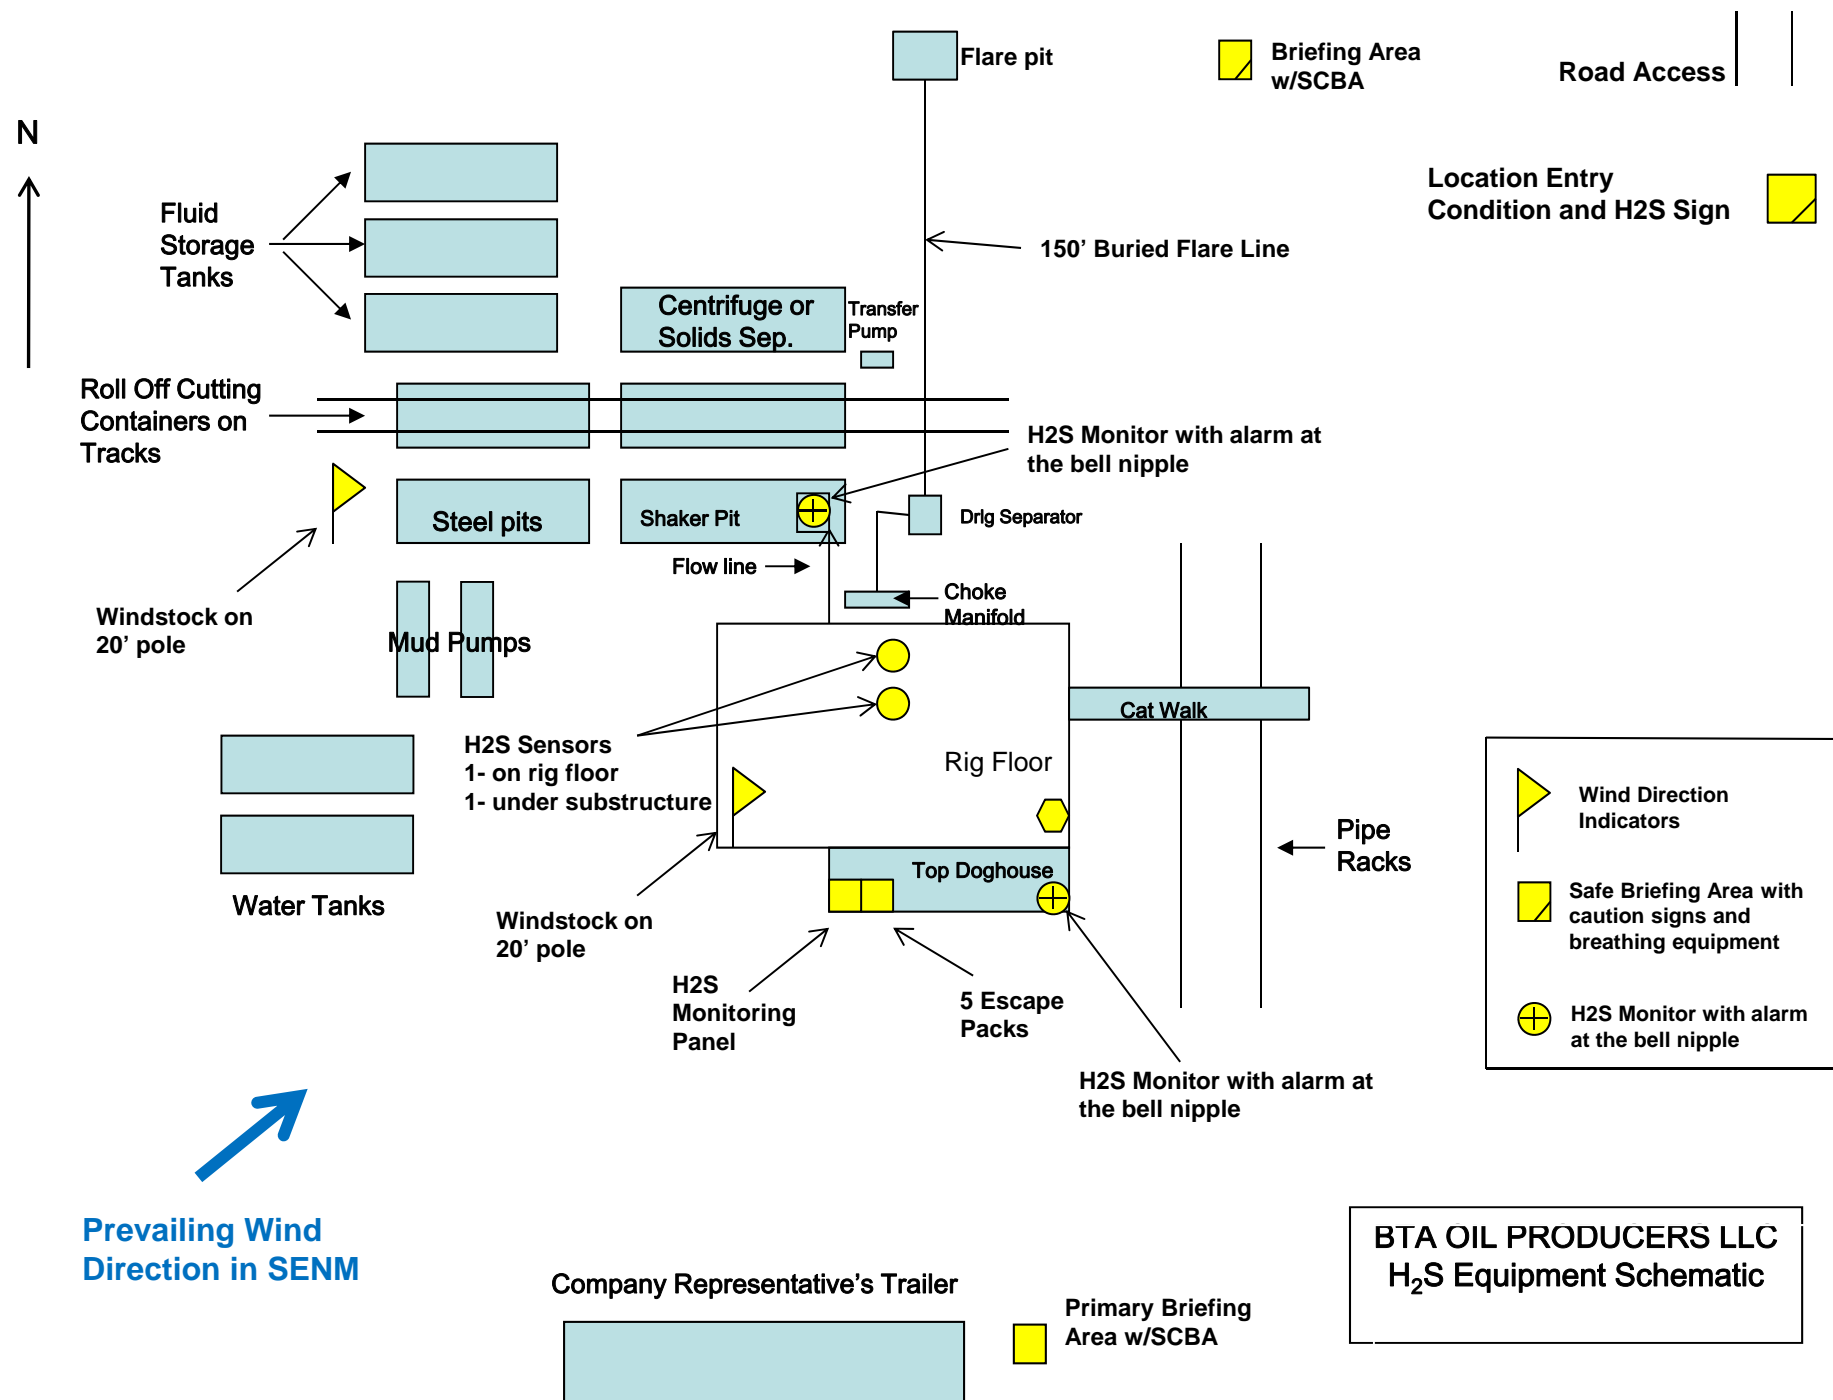 Flare pit
Briefing Area
w/SCBA
Road Access
N
Location Entry
Condition and H2S Sign
Fluid
Storage
Tanks
150’ Buried Flare Line
Centrifuge or
Solids Sep.
Transfer
Pump
Roll Off Cutting
Containers on
Tracks
H2S Monitor with alarm at
the bell nipple
Steel pits
Shaker Pit
Drlg Separator
Flow line
Choke
Manifold
Windstock on
20’ pole
Mud Pumps
Cat Walk
H2S Sensors
1- on rig floor
1- under substructure
Rig Floor
Wind Direction
Indicators
Pipe
Racks
Top Doghouse
Water Tanks
Windstock on
20’ pole
Safe Briefing Area with
caution signs and
breathing equipment
H2S
Monitoring
Panel
5 Escape
Packs
H2S Monitor with alarm
at the bell nipple
H2S Monitor with alarm at
the bell nipple
Prevailing Wind
Direction in SENM
BTA OIL PRODUCERS LLC
H₂S Equipment Schematic
Company Representative’s Trailer
Primary Briefing
Area w/SCBA